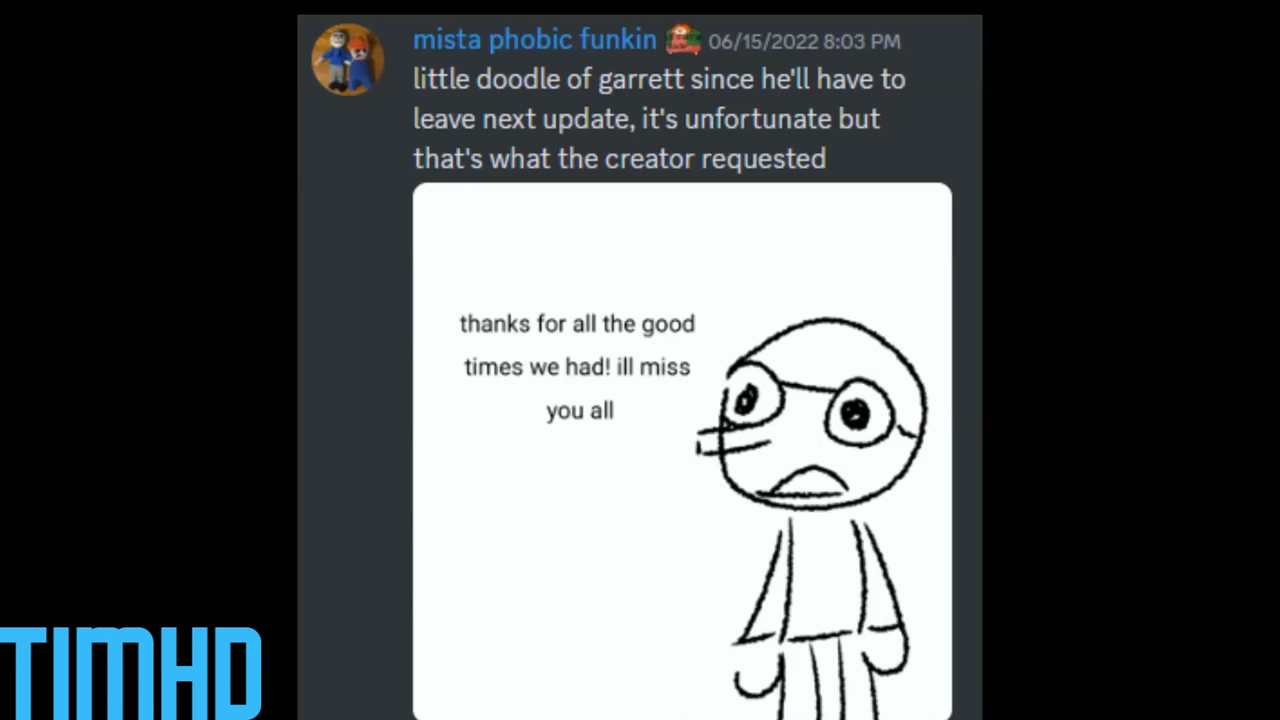 mista phobic funkin 06/15/2022 8:03 PM
little doodle of garrett since he'll have to
leave next update, it's unfortunate but
that's what the creator requested
thanks for all the good
times we had! ill miss
you all
TIMHD